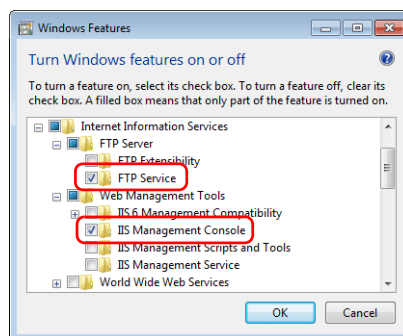 Windows Features
Turn Windows features on or off
To turn a feature on, select its check box. To turn a feature off, clear its
check box. A filled box means that only part of the feature is turned on.
Internet Information Services
FTP Server
FTP Extensibility
FTP Service
Web Management Tools
IIS 6 Management Compatibility
IIS Management Console
IIS Management Scripts and Tools
IIS Management Service
World Wide Web Services
OK Cancel